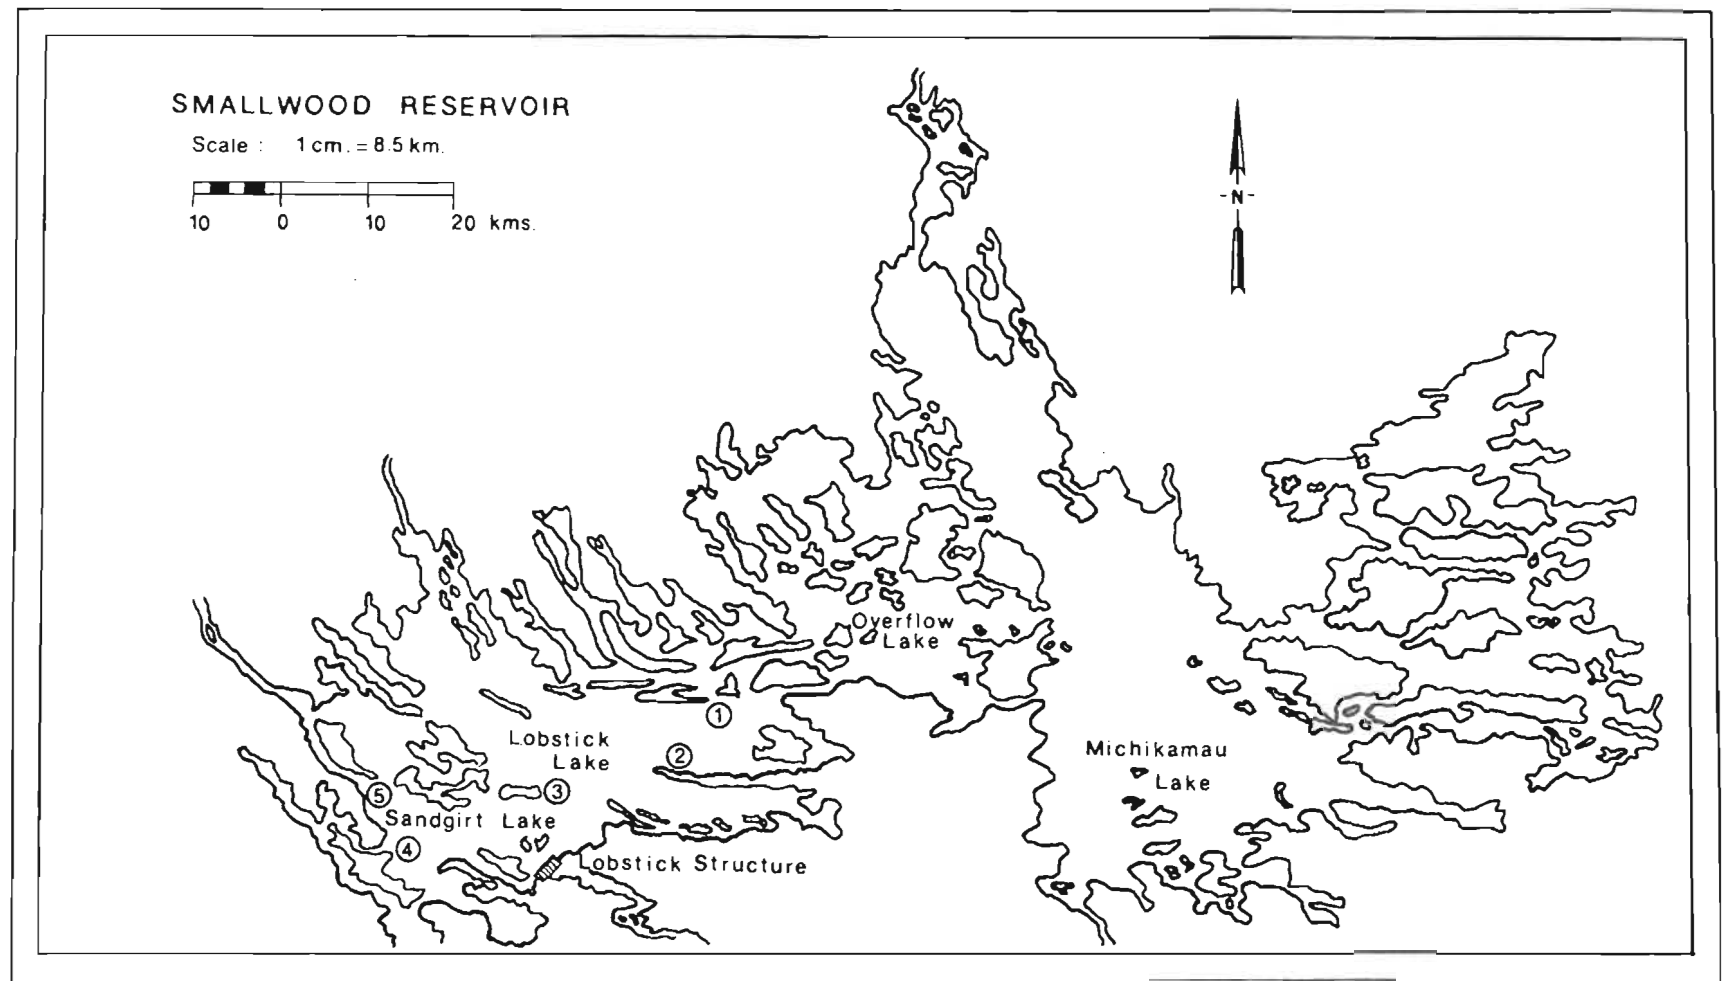 SMALLWOOD RESERVOIR
Scale : 1 cm. = 8.5 km.
10 0 10 20 kms.
N
Overflow
Lake
1
Lobstick
Lake
2
Michikamau
Lake
3
5
Sandgirt Lake
4
Lobstick Structure